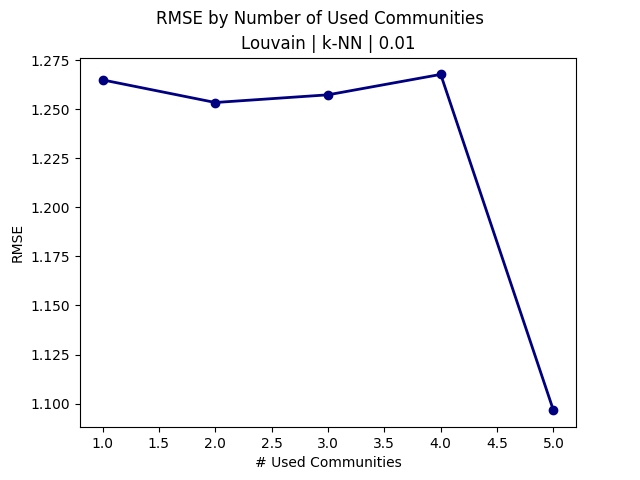 RMSE by Number of Used Communities
Louvain | k-NN | 0.01
1.275
1.250
1.225
1.200
1.175
1.150
1.125
1.100
RMSE
1.0 1.5 2.0 2.5 3.0 3.5 4.0 4.5 5.0
# Used Communities